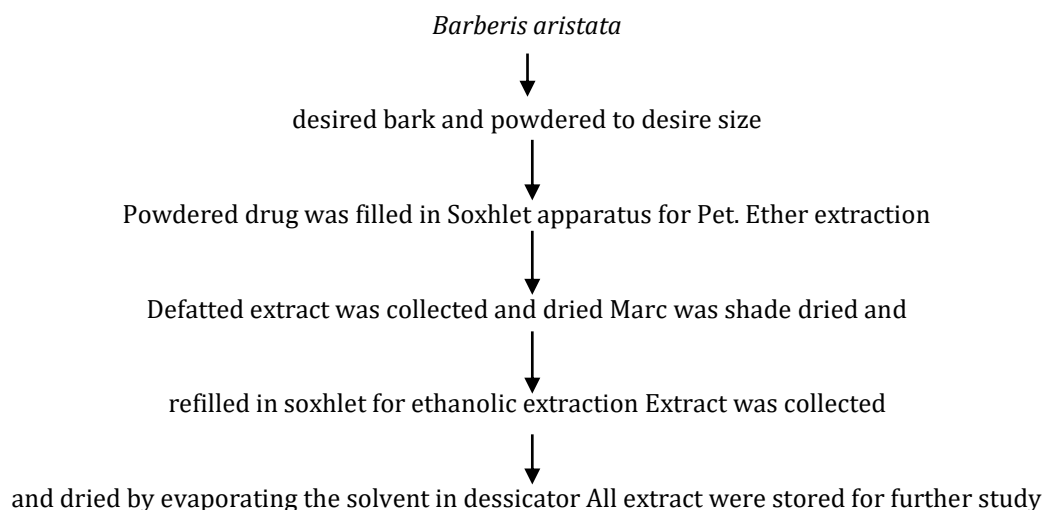 Barberis aristata
desired bark and powdered to desire size
Powdered drug was filled in Soxhlet apparatus for Pet. Ether extraction
Defatted extract was collected and dried Marc was shade dried and
refilled in soxhlet for ethanolic extraction Extract was collected
and dried by evaporating the solvent in dessicator All extract were stored for further study